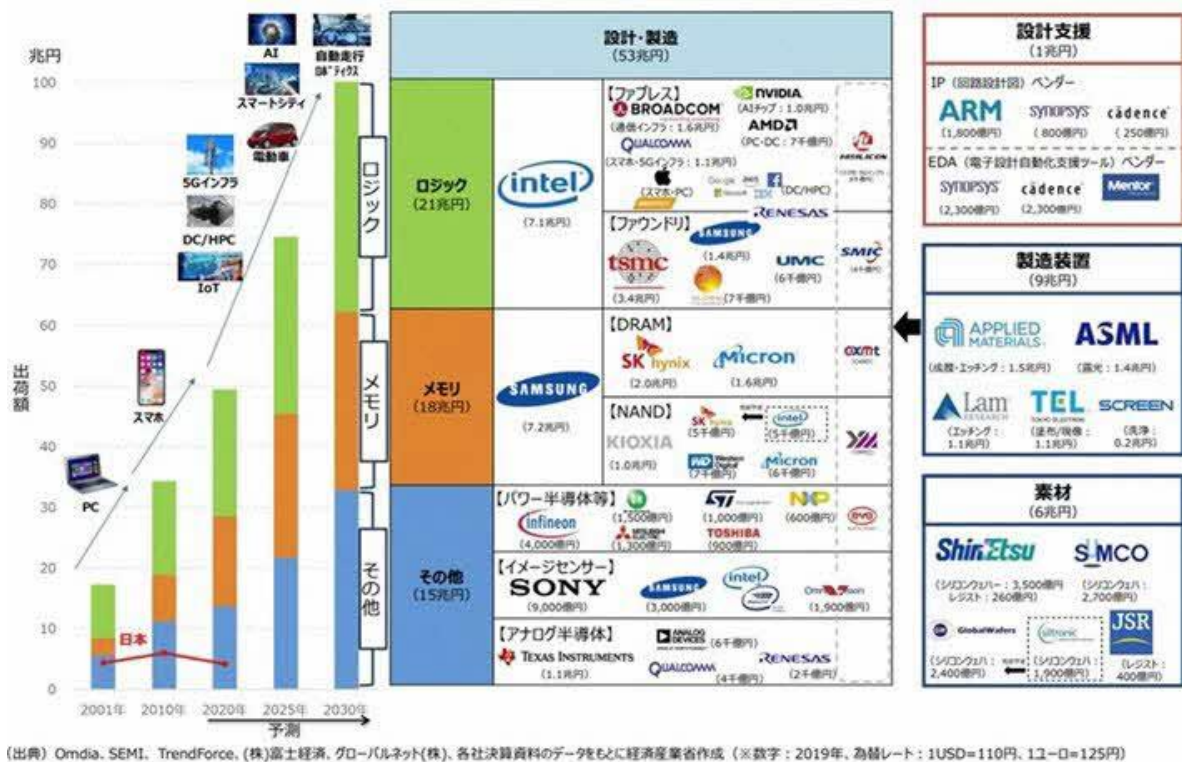 兆円
100
90
80
70
60
50
40
30
20
10
0
出荷額
AI
自動走行
ロボティクス
スマートシティ
電動車
5Gインフラ
DC/HPC
IoT
スマホ
PC
日本
2001年 2010年 2020年 2025年 2030年
予測
ロジック
メモリ
その他
設計・製造
(53兆円)
ロジック
(21兆円)
intel
(7.1兆円)
【ファブレス】
BROADCOM
(通信インフラ：1.6兆円)
NVIDIA
(AIチップ：1.0兆円)
QUALCOMM
(スマホ・5Gインフラ：1.1兆円)
AMD
(PC・DC：7千億円)
(スマホ・PC)
Google
Microsoft IBM
(DC/HPC)
HISILICON
【ファウンドリ】
RENESAS
tsmc
(3.4兆円)
SAMSUNG
(1.4兆円)
(7千億円)
UMC
(6千億円)
SMIC
メモリ
(18兆円)
SAMSUNG
(7.2兆円)
【DRAM】
SK hynix
(2.0兆円)
Micron
(1.6兆円)
cxmt
【NAND】
KIOXIA
(1.0兆円)
SK hynix
(5千億円)
intel
(5千億円)
Western Digital
(7千億円)
Micron
(6千億円)
その他
(15兆円)
【パワー半導体等】
infineon
(4,000億円)
(1,500億円)
MITSUBISHI ELECTRIC
(1,300億円)
ST
(1,000億円)
TOSHIBA
(900億円)
NXP
(600億円)
BYD
【イメージセンサー】
SONY
(9,000億円)
SAMSUNG
(3,000億円)
intel
OmniVision
(1,900億円)
【アナログ半導体】
TEXAS INSTRUMENTS
(1.1兆円)
ANALOG DEVICES
(6千億円)
QUALCOMM
(4千億円)
RENESAS
(2千億円)
設計支援
(1兆円)
IP（回路設計図）ベンダー
ARM SYNOPSYS cādence
(1,800億円) (800億円) (250億円)
EDA（電子設計自動化支援ツール）ベンダー
SYNOPSYS cādence Mentor
(2,300億円) (2,300億円)
製造装置
(9兆円)
APPLIED MATERIALS ASML
(成膜・エッチング：1.5兆円) (露光：1.4兆円)
Lam RESEARCH TEL TOKYO ELECTRON SCREEN
(エッチング：1.1兆円) (塗布/現像：1.1兆円) (洗浄：0.2兆円)
素材
(6兆円)
ShinEtsu SUMCO
(シリコンウェハー：3,500億円 レジスト：260億円) (シリコンウェハ：2,700億円)
GlobalWafers siltronic JSR
(シリコンウェハ：2,400億円) (シリコンウェハ：1,900億円) (レジスト：400億円)
（出典）Omdia、SEMI、TrendForce、(株)富士経済、グローバルネット(株)、各社決算資料のデータをもとに経済産業省作成（※数字：2019年、為替レート：1USD=110円、1ユーロ=125円）